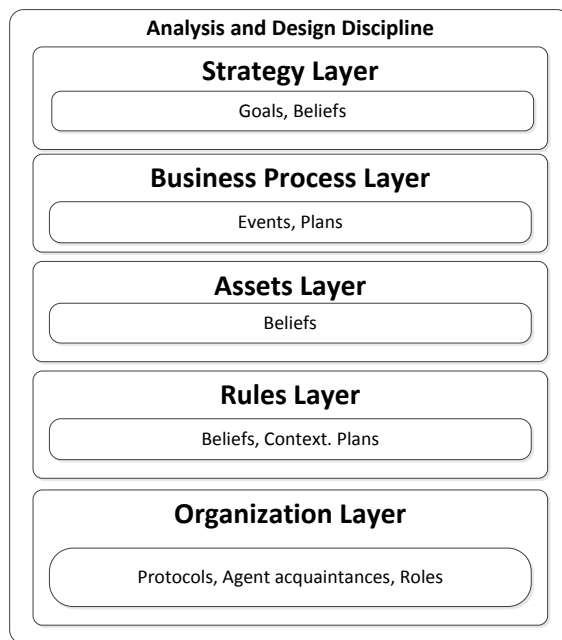 Analysis and Design Discipline
Strategy Layer
Goals, Beliefs
Business Process Layer
Events, Plans
Assets Layer
Beliefs
Rules Layer
Beliefs, Context. Plans
Organization Layer
Protocols, Agent acquaintances, Roles